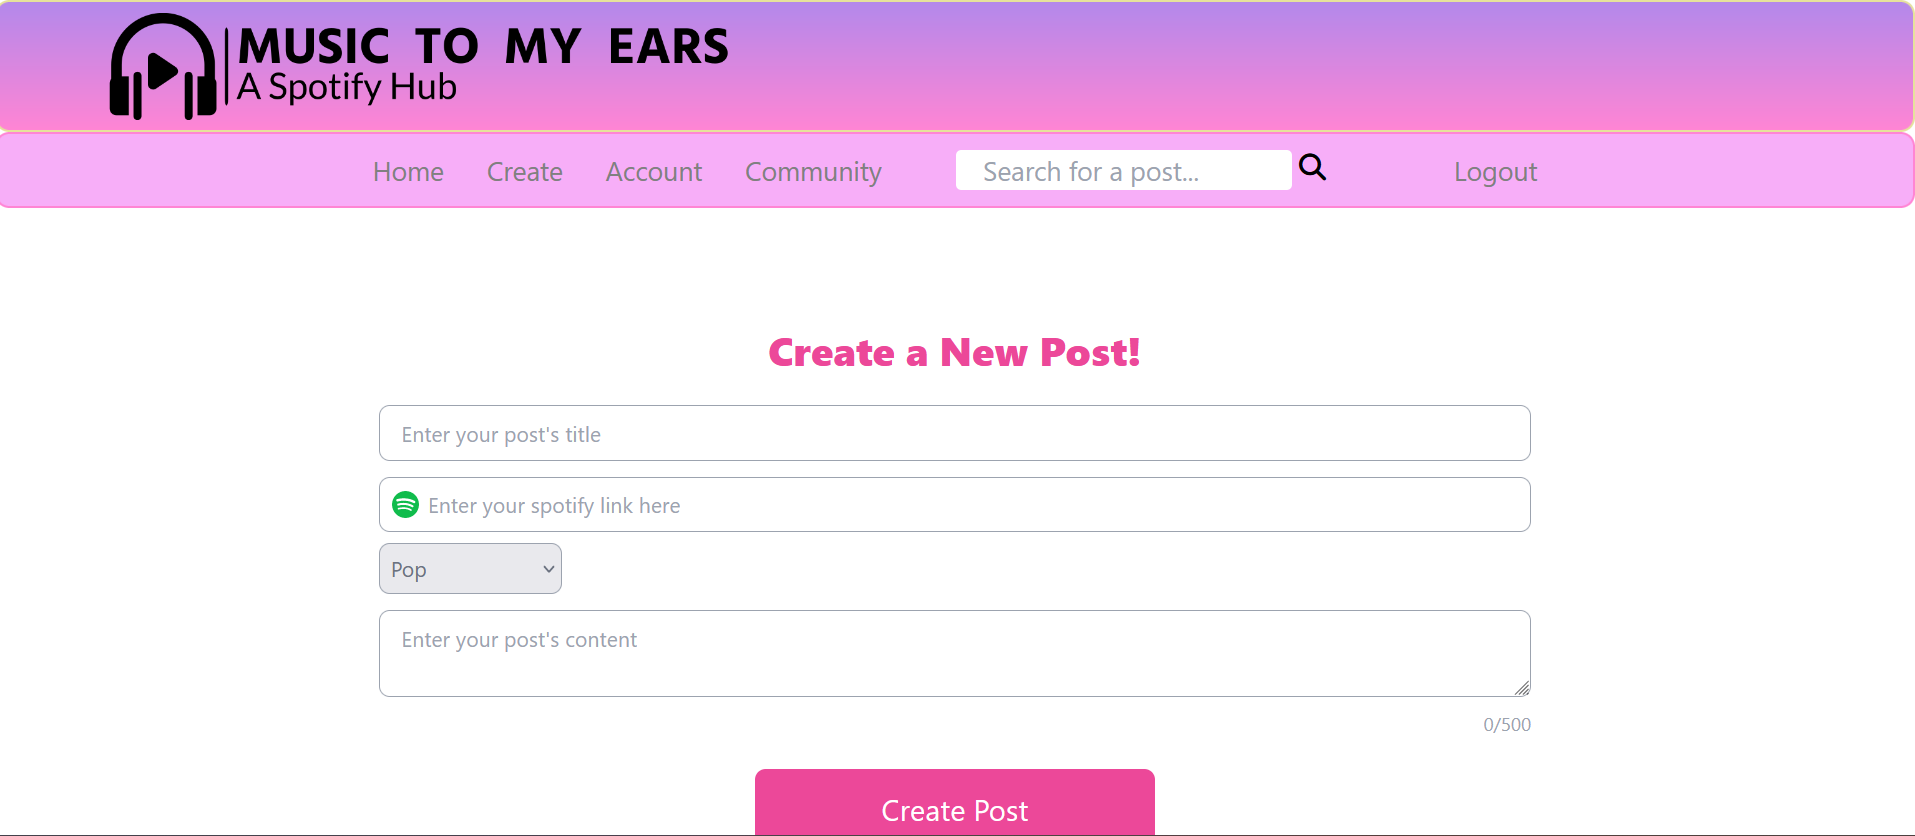 MUSIC TO MY EARS
A Spotify Hub
Home Create Account Community Search for a post... Logout
Create a New Post!
Enter your post's title
Enter your spotify link here
Pop
Enter your post's content
0/500
Create Post